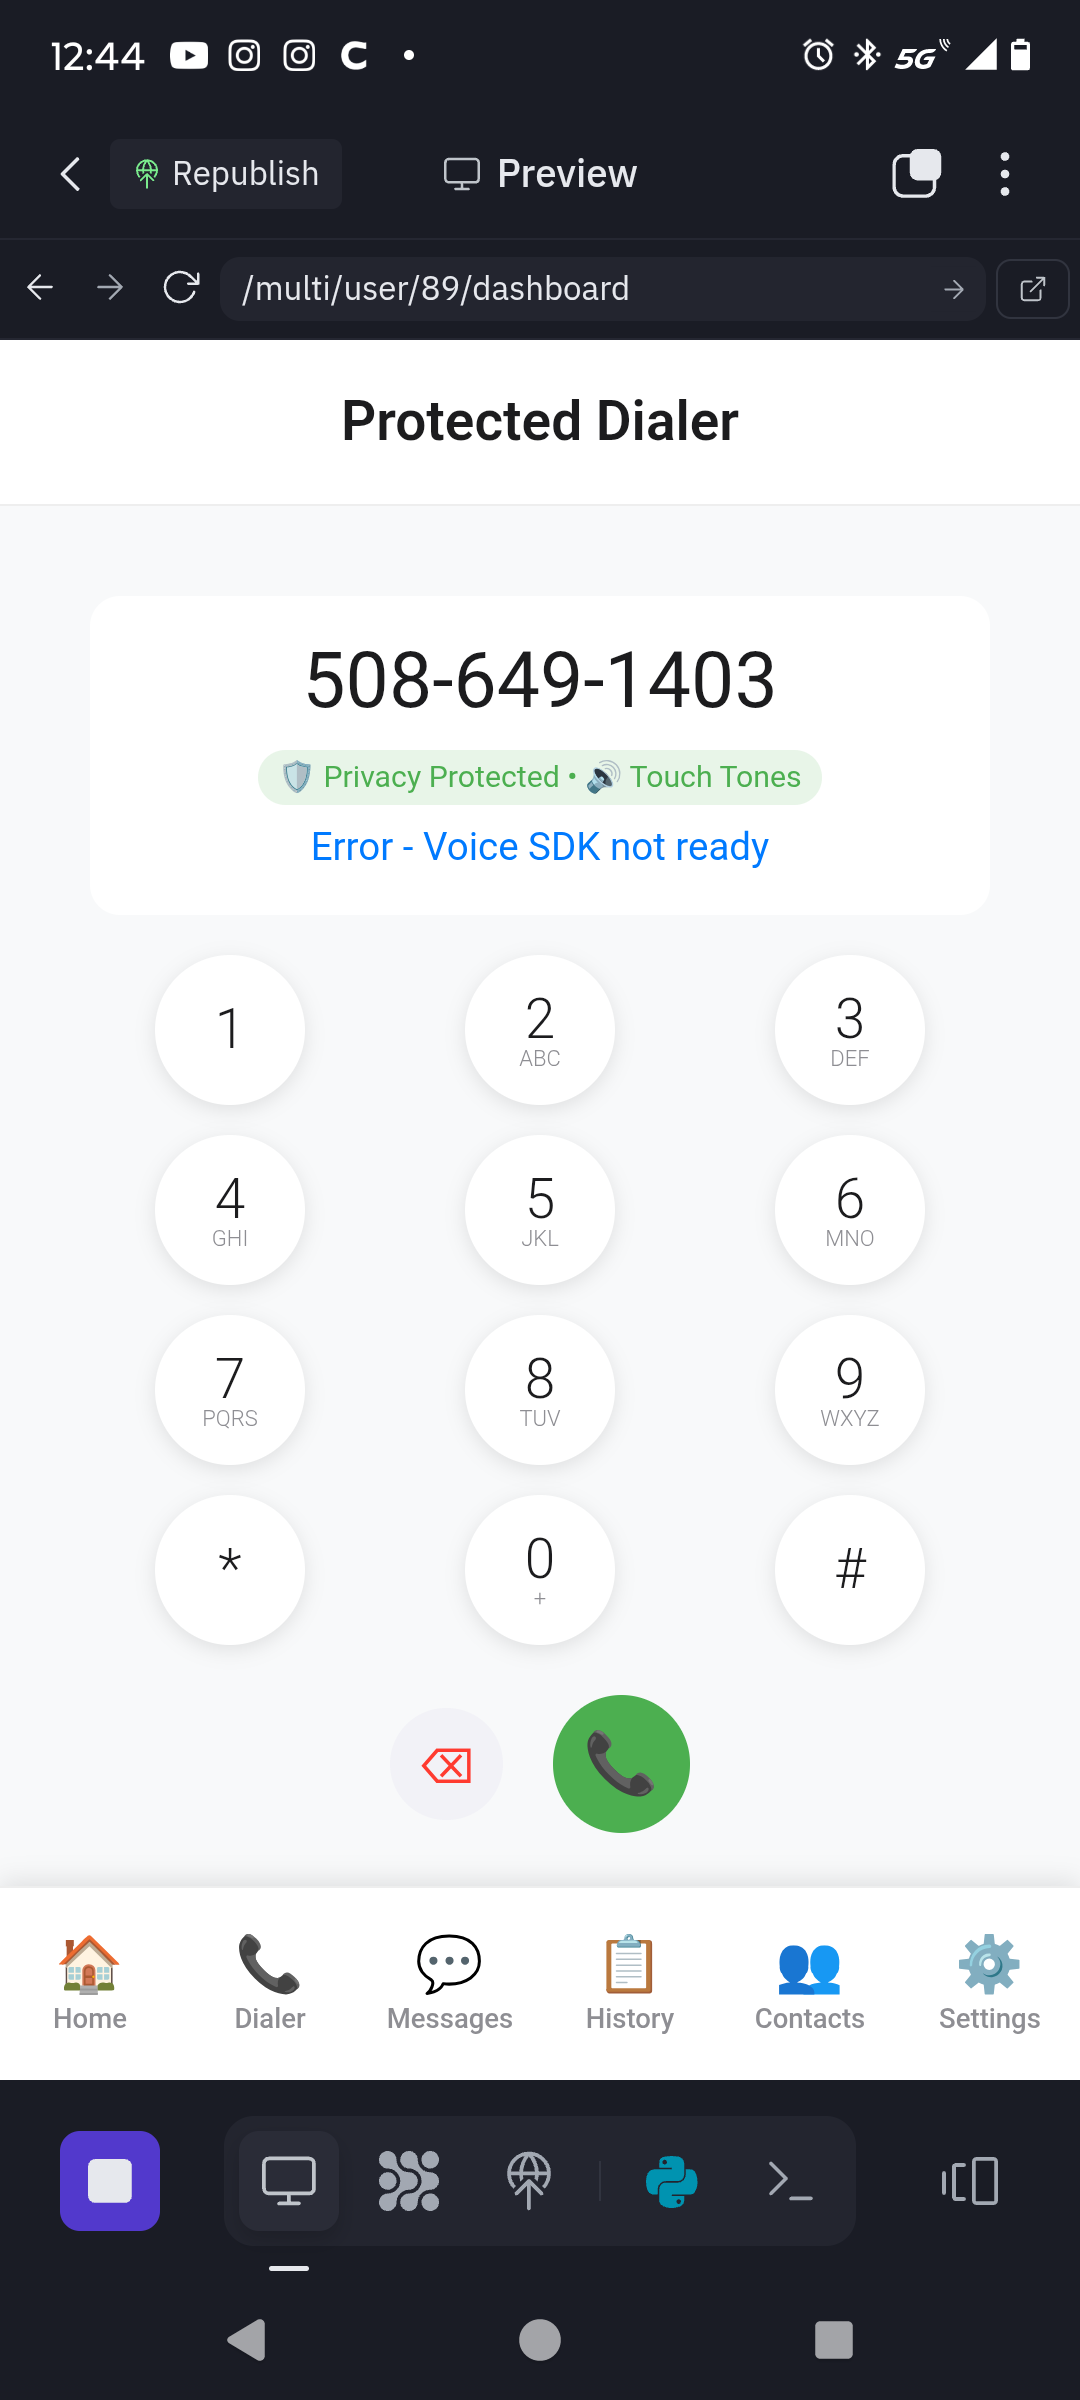 12:44
5G
Republish
Preview
/multi/user/89/dashboard
Protected Dialer
508-649-1403
Privacy Protected • Touch Tones
Error - Voice SDK not ready
1
2
ABC
3
DEF
4
GHI
5
JKL
6
MNO
7
PQRS
8
TUV
9
WXYZ
*
0
+
#
Home
Dialer
Messages
History
Contacts
Settings